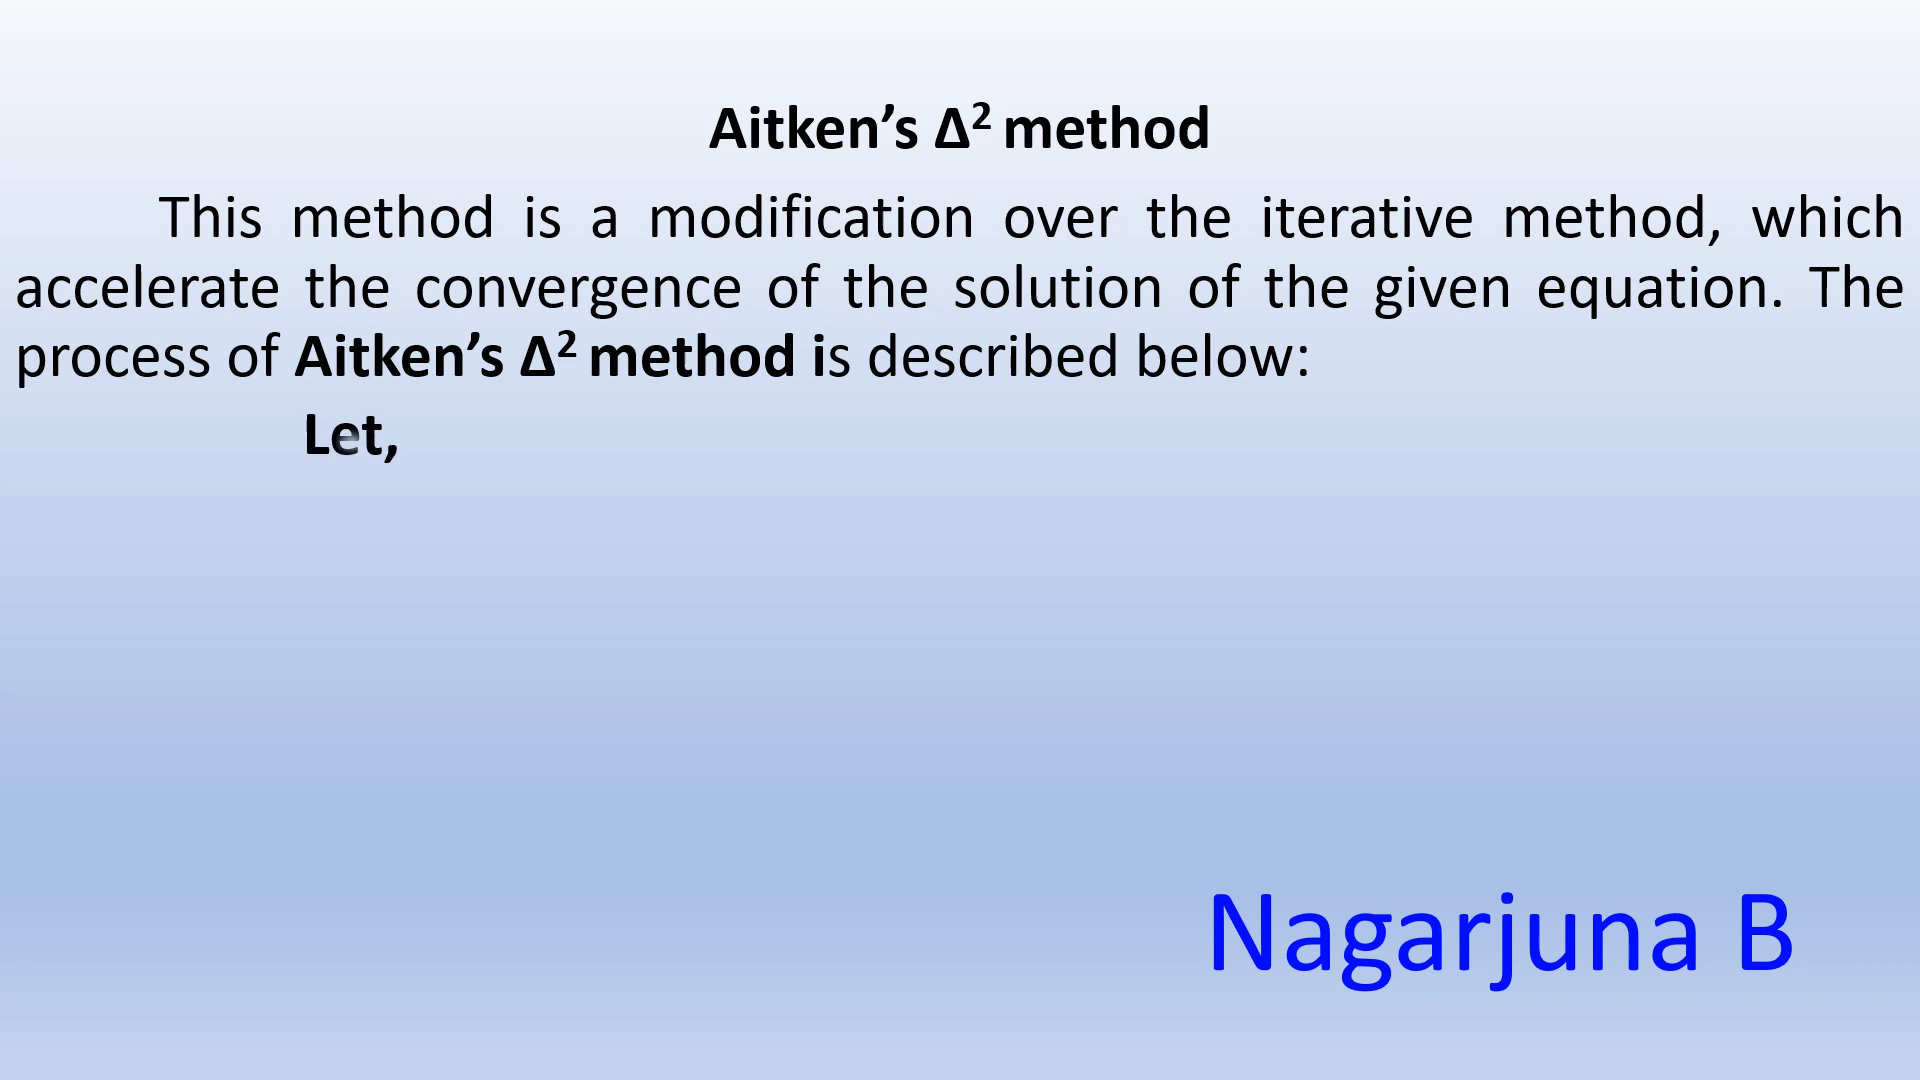 Aitken’s Δ² method
This method is a modification over the iterative method, which
accelerate the convergence of the solution of the given equation. The
process of Aitken’s Δ² method is described below:
Let,
Nagarjuna B